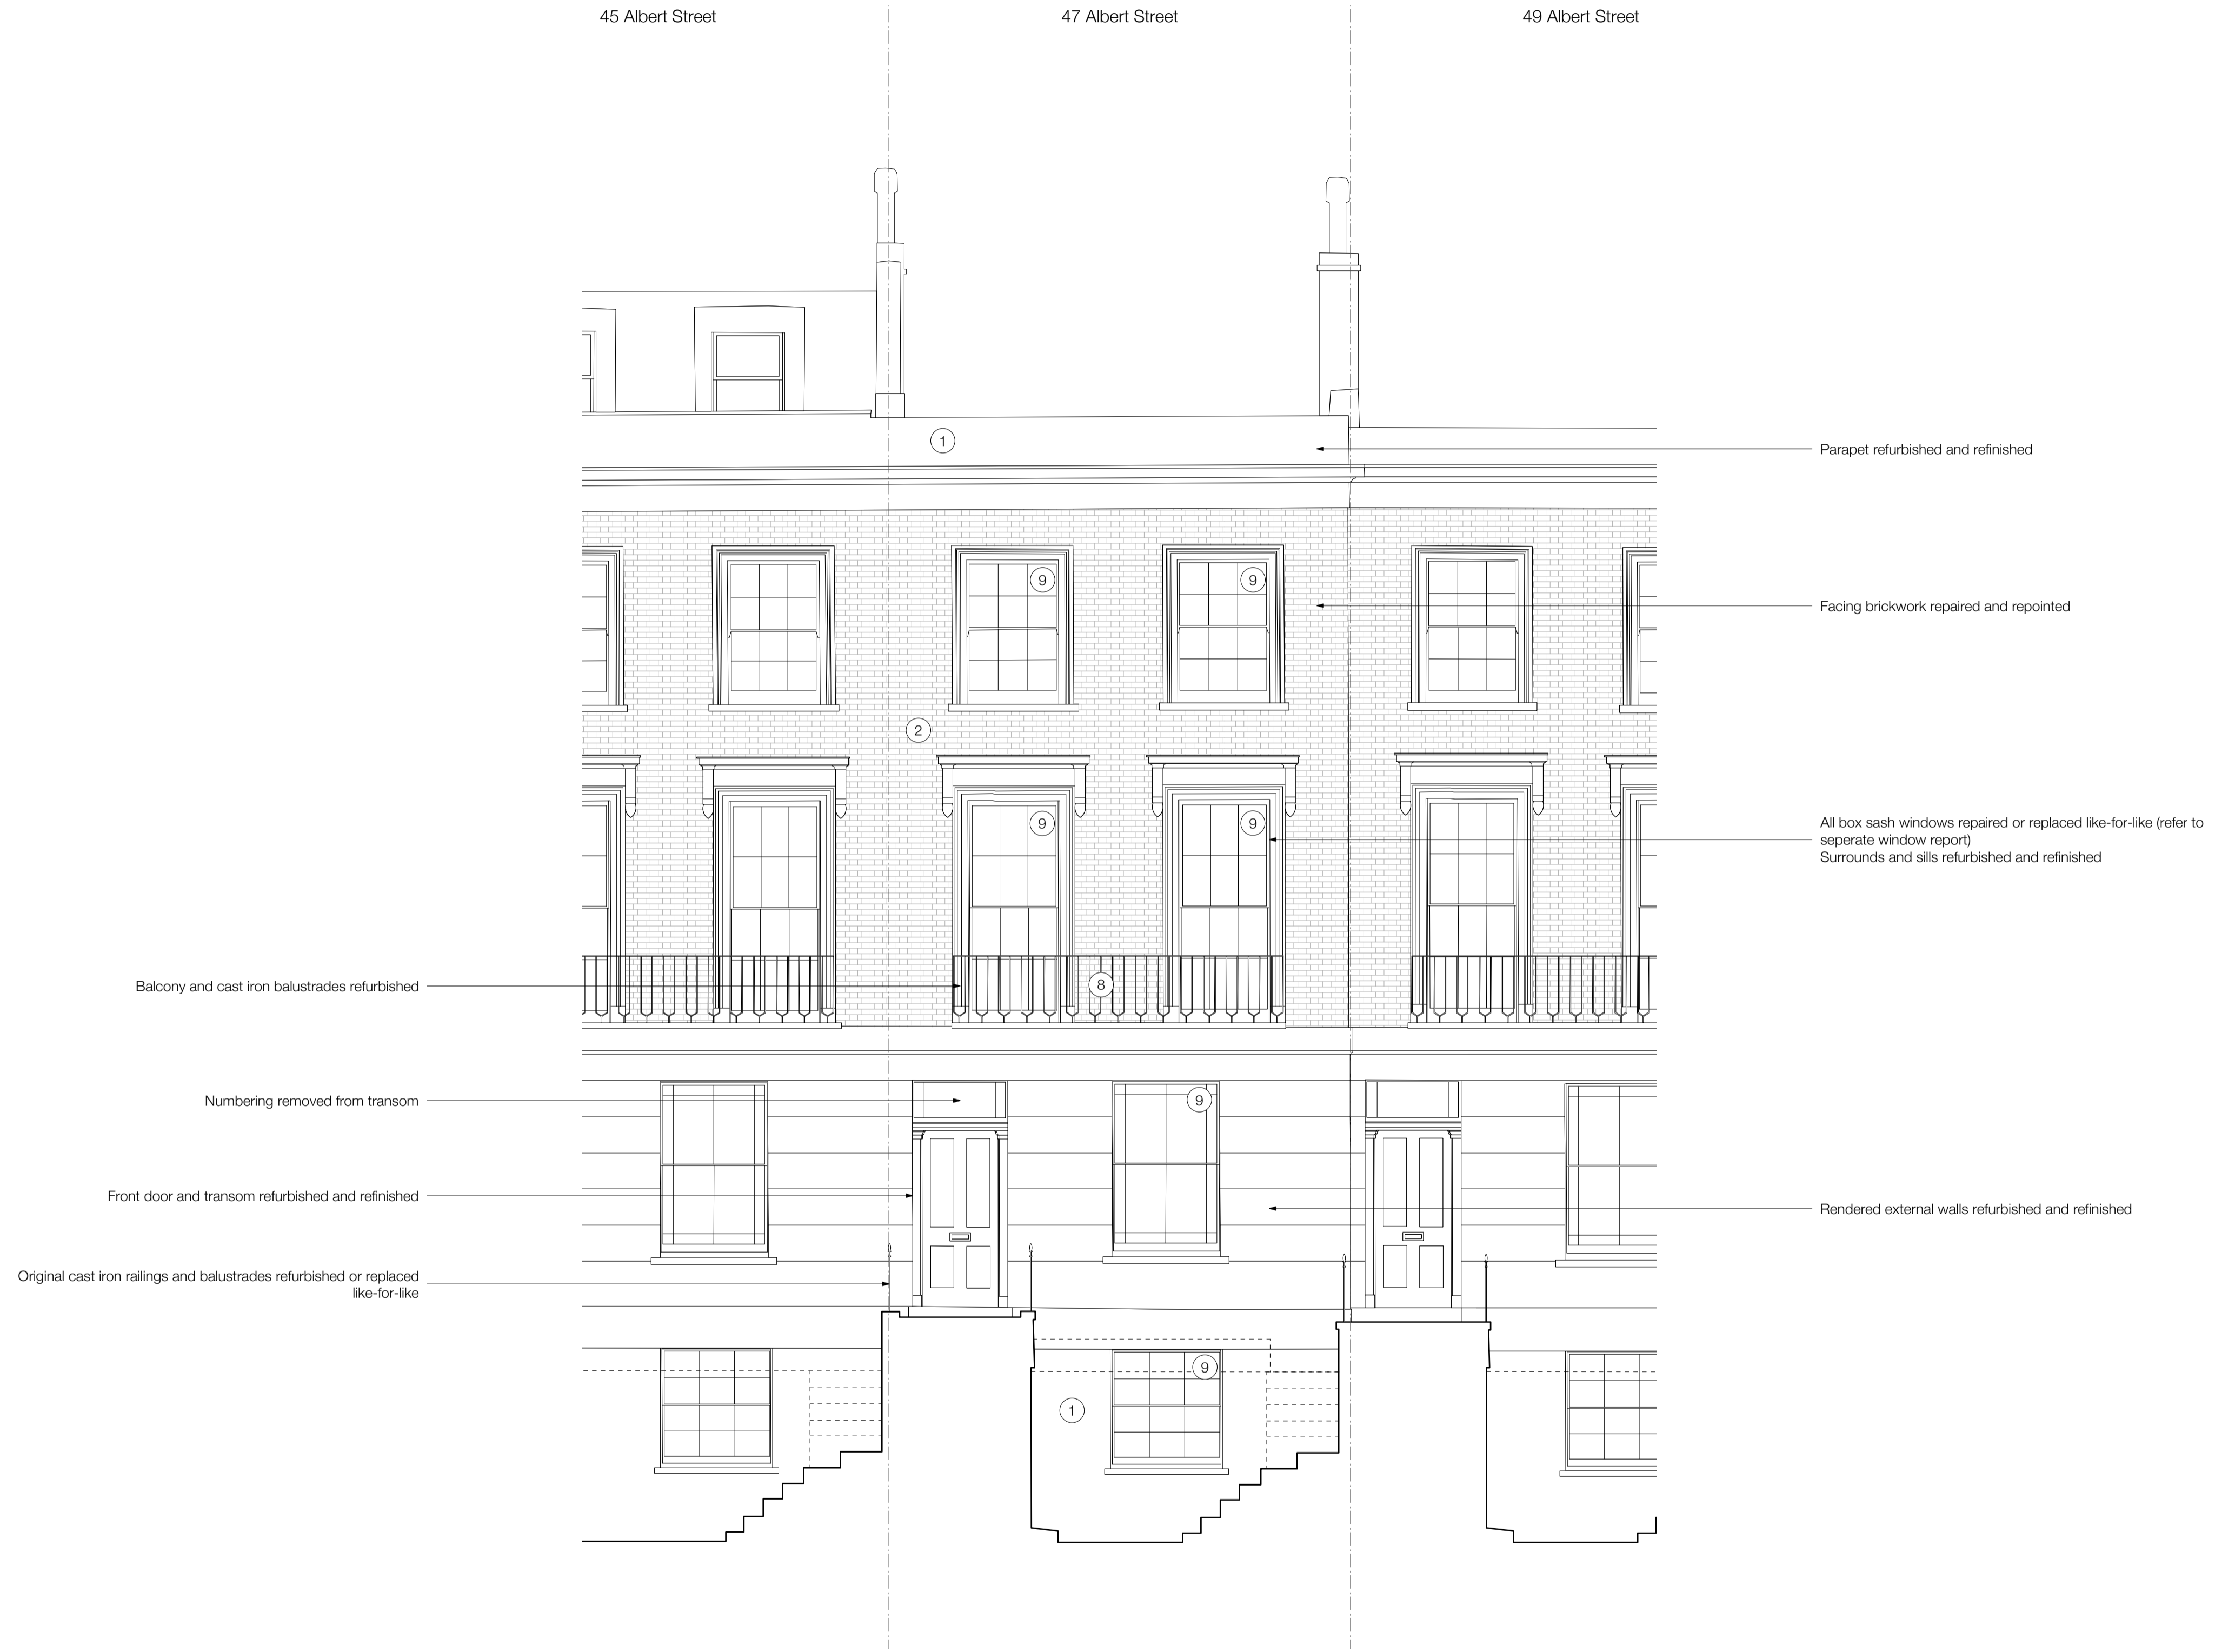 45 Albert Street
47 Albert Street
49 Albert Street
1
Parapet refurbished and refinished
9
9
Facing brickwork repaired and repointed
2
9
9
All box sash windows repaired or replaced like-for-like (refer to
seperate window report)
Surrounds and sills refurbished and refinished
Balcony and cast iron balustrades refurbished
8
Numbering removed from transom
9
Front door and transom refurbished and refinished
Rendered external walls refurbished and refinished
Original cast iron railings and balustrades refurbished or replaced
like-for-like
9
1